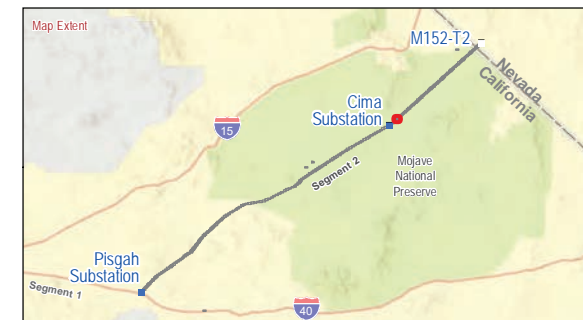 Map Extent
M152-T2
Nevada
California
Cima
Substation
15
Segment 2
Mojave
National
Preserve
Pisgah
Substation
Segment 1
40